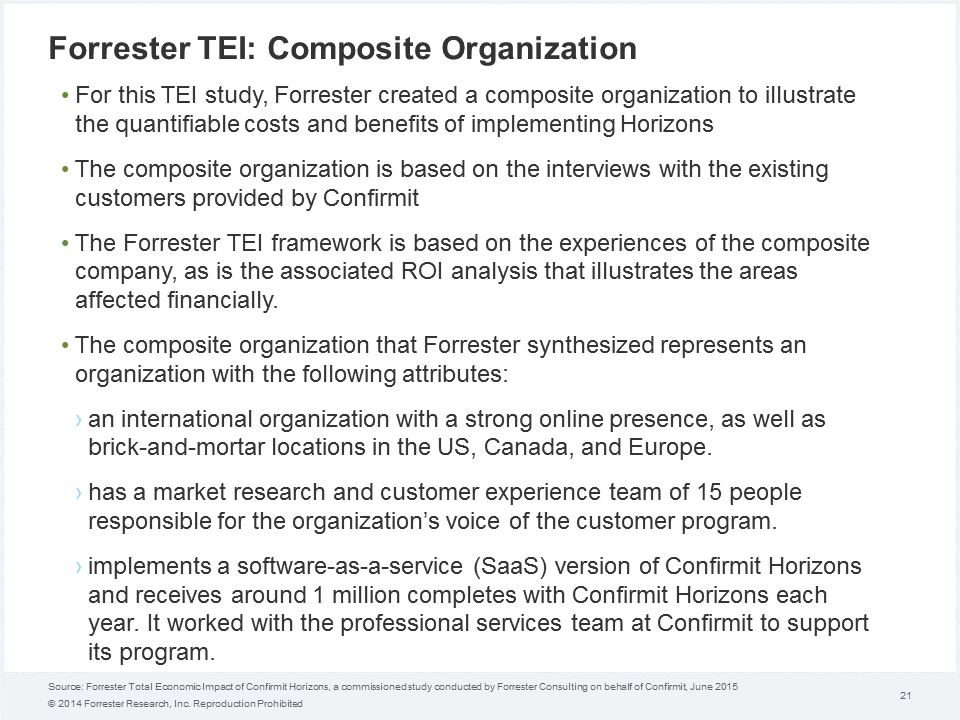 Forrester TEI: Composite Organization
• For this TEI study, Forrester created a composite organization to illustrate
the quantifiable costs and benefits of implementing Horizons
• The composite organization is based on the interviews with the existing
customers provided by Confirmit
• The Forrester TEI framework is based on the experiences of the composite
company, as is the associated ROI analysis that illustrates the areas
affected financially.
• The composite organization that Forrester synthesized represents an
organization with the following attributes:
› an international organization with a strong online presence, as well as
brick-and-mortar locations in the US, Canada, and Europe.
› has a market research and customer experience team of 15 people
responsible for the organization’s voice of the customer program.
› implements a software-as-a-service (SaaS) version of Confirmit Horizons
and receives around 1 million completes with Confirmit Horizons each
year. It worked with the professional services team at Confirmit to support
its program.
Source: Forrester Total Economic Impact of Confirmit Horizons, a commissioned study conducted by Forrester Consulting on behalf of Confirmit, June 2015
© 2014 Forrester Research, Inc. Reproduction Prohibited
21